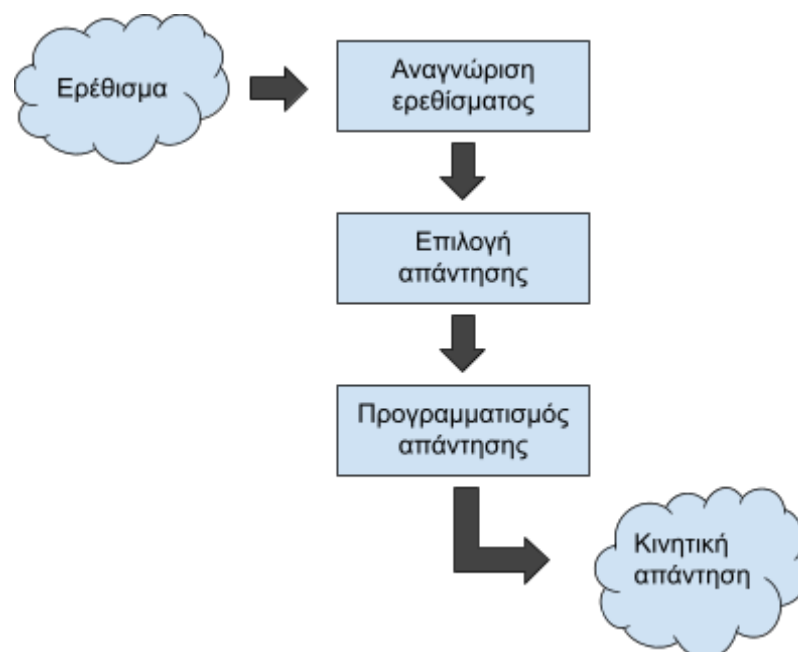 Ερέθισμα
Αναγνώριση
ερεθίσματος
Επιλογή
απάντησης
Προγραμματισμός
απάντησης
Κινητική
απάντηση